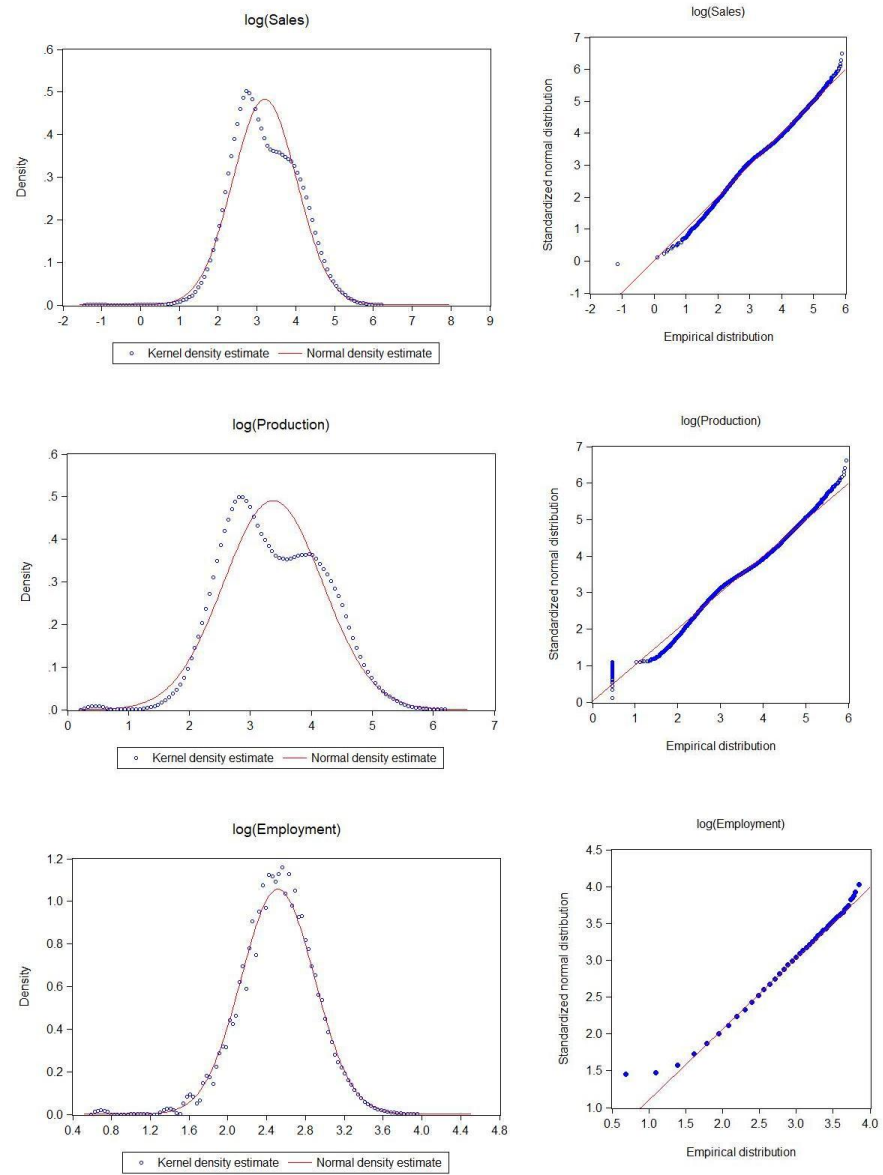 log(Sales)
.6
.5
.4
.3
.2
.1
.0
Density
-2 -1 0 1 2 3 4 5 6 7 8 9
Kernel density estimate Normal density estimate
log(Sales)
7
6
5
4
3
2
1
0
-1
Standardized normal distribution
-2 -1 0 1 2 3 4 5 6
Empirical distribution
log(Production)
.6
.5
.4
.3
.2
.1
.0
Density
0 1 2 3 4 5 6 7
Kernel density estimate Normal density estimate
log(Production)
7
6
5
4
3
2
1
0
Standardized normal distribution
0 1 2 3 4 5 6
Empirical distribution
log(Employment)
1.2
1.0
0.8
0.6
0.4
0.2
0.0
Density
0.4 0.8 1.2 1.6 2.0 2.4 2.8 3.2 3.6 4.0 4.4 4.8
Kernel density estimate Normal density estimate
log(Employment)
4.5
4.0
3.5
3.0
2.5
2.0
1.5
1.0
Standardized normal distribution
0.5 1.0 1.5 2.0 2.5 3.0 3.5 4.0
Empirical distribution